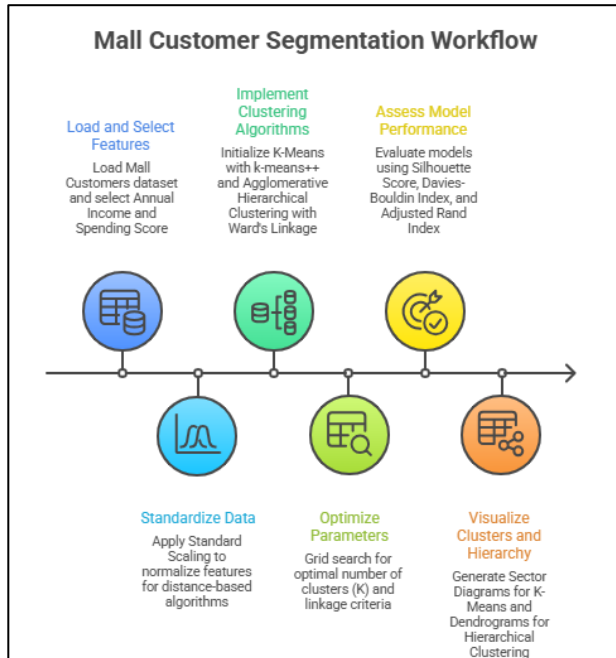 Mall Customer Segmentation Workflow
Load and Select
Features
Load Mall
Customers dataset
and select Annual
Income and
Spending Score
Implement
Clustering
Algorithms
Initialize K-Means
with k-means++
and Agglomerative
Hierarchical
Clustering with
Ward's Linkage
Assess Model
Performance
Evaluate models
using Silhouette
Score, Davies-
Bouldin Index, and
Adjusted Rand
Index
Standardize Data
Apply Standard
Scaling to
normalize features
for distance-based
algorithms
Optimize
Parameters
Grid search for
optimal number of
clusters (K) and
linkage criteria
Visualize
Clusters and
Hierarchy
Generate Sector
Diagrams for K-
Means and
Dendrograms for
Hierarchical
Clustering